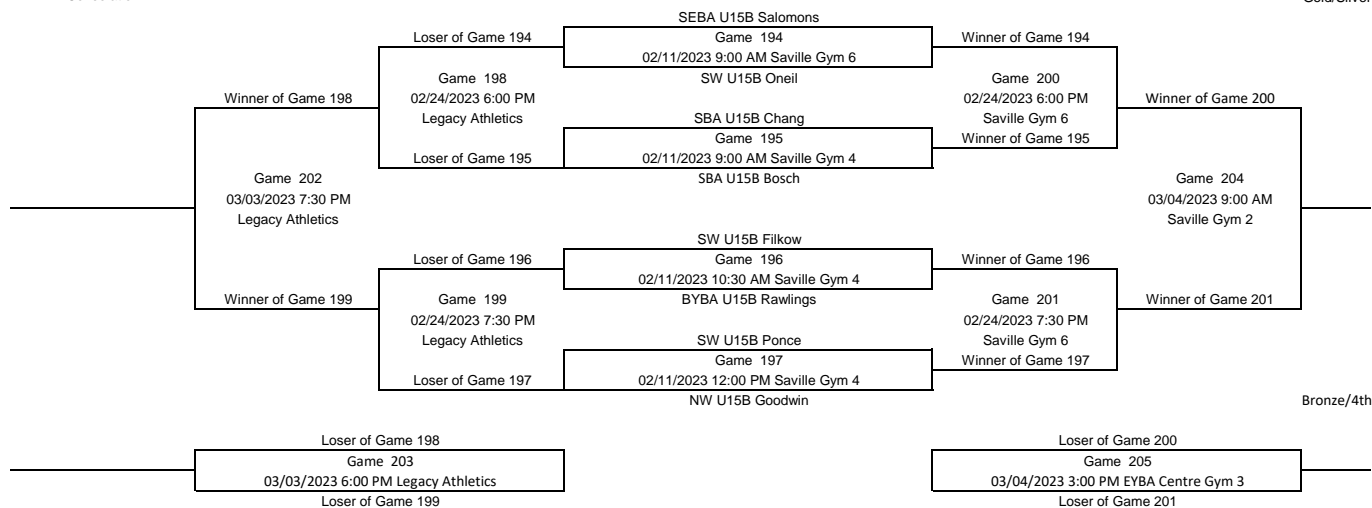 SEBA U15B Salomons
Loser of Game 194
Game 194
Winner of Game 194
02/11/2023 9:00 AM Saville Gym 6
Game 198
SW U15B Oneil
Game 200
Winner of Game 198
02/24/2023 6:00 PM
02/24/2023 6:00 PM
Winner of Game 200
Legacy Athletics
SBA U15B Chang
Saville Gym 6
Game 195
Winner of Game 195
Loser of Game 195
02/11/2023 9:00 AM Saville Gym 4
Game 202
SBA U15B Bosch
Game 204
03/03/2023 7:30 PM
03/04/2023 9:00 AM
Legacy Athletics
Saville Gym 2
SW U15B Filkow
Loser of Game 196
Game 196
Winner of Game 196
02/11/2023 10:30 AM Saville Gym 4
Winner of Game 199
Game 199
BYBA U15B Rawlings
Game 201
Winner of Game 201
02/24/2023 7:30 PM
02/24/2023 7:30 PM
Legacy Athletics
SW U15B Ponce
Saville Gym 6
Game 197
Winner of Game 197
Loser of Game 197
02/11/2023 12:00 PM Saville Gym 4
NW U15B Goodwin
Bronze/4th
Loser of Game 198
Loser of Game 200
Game 203
Game 205
03/03/2023 6:00 PM Legacy Athletics
03/04/2023 3:00 PM EYBA Centre Gym 3
Loser of Game 199
Loser of Game 201